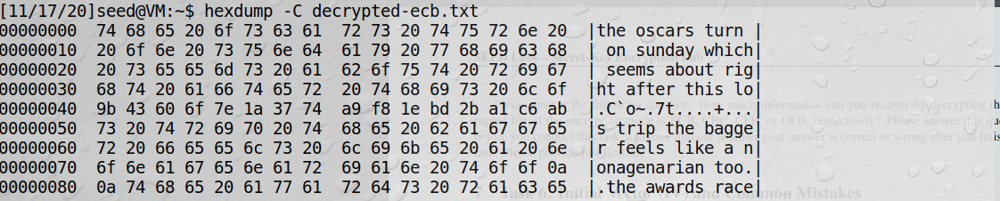 [11/17/20]seed@VM:~$ hexdump -C decrypted-ecb.txt
00000000  74 68 65 20 6f 73 63 61  72 73 20 74 75 72 6e 20  |the oscars turn |
00000010  20 6f 6e 20 73 75 6e 64  61 79 20 77 68 69 63 68  | on sunday which|
00000020  20 73 65 65 6d 73 20 61  62 6f 75 74 20 72 69 67  | seems about rig|
00000030  68 74 20 61 66 74 65 72  20 74 68 69 73 20 6c 6f  |ht after this lo|
00000040  9b 43 60 6f 7e 1a 37 74  a9 f8 1e bd 2b a1 c6 ab  |.C`o~.7t....+...|
00000050  73 20 74 72 69 70 20 74  68 65 20 62 61 67 67 65  |s trip the bagge|
00000060  72 20 66 65 65 6c 73 20  6c 69 6b 65 20 61 20 6e  |r feels like a n|
00000070  6f 6e 61 67 65 6e 61 72  69 61 6e 20 74 6f 6f 0a  |onagenarian too.|
00000080  0a 74 68 65 20 61 77 61  72 64 73 20 72 61 63 65  |.the awards race|